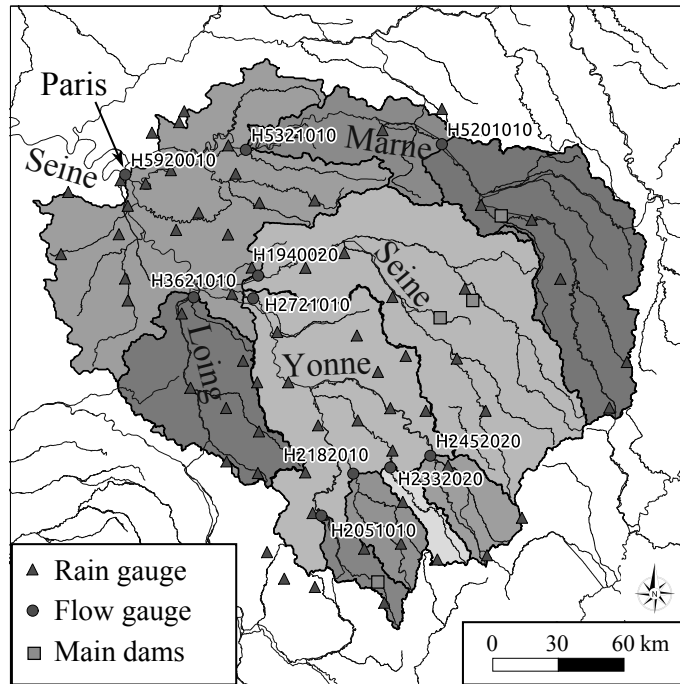 Paris
H5321010
Marne
H5201010
Seine
H5920010
H1940020
H3621010
Seine
H2721010
Loing
Yonne
H2182010
H2452020
H2332020
H2051010
Rain gauge
Flow gauge
Main dams
N
0 30 60 km